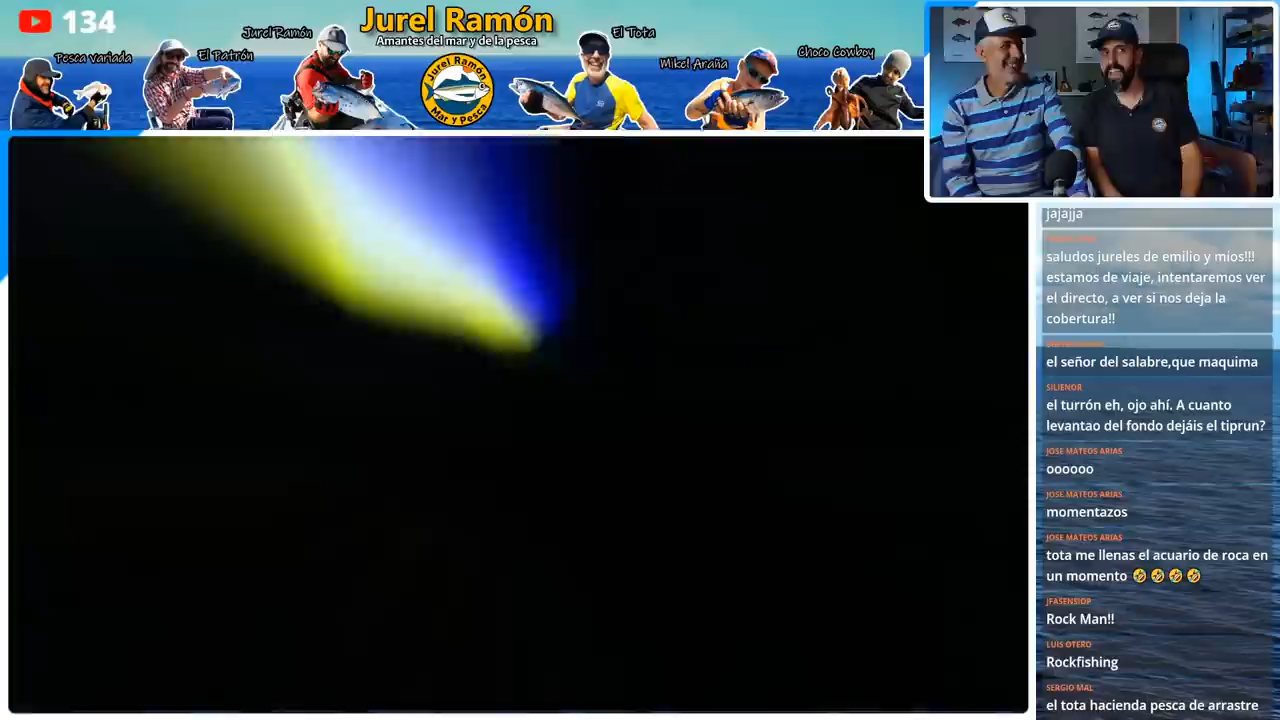 134
Jurel Ramón
Amantes del mar y de la pesca
Pesca variada
El Patrón
Jurel Ramón
El Tota
Mikel Araña
Choco Cowboy
Jurel Ramón
Mar y Pesca
jajajja
saludos jureles de emilio y mios!!!
estamos de viaje, intentaremos ver
el directo, a ver si nos deja la
cobertura!!
el señor del salabre,que maquima
SILIENOR
el turrón eh, ojo ahí. A cuanto
levantao del fondo dejáis el tiprun?
JOSE MATEOS ARIAS
oooooo
JOSE MATEOS ARIAS
momentazos
JOSE MATEOS ARIAS
tota me llenas el acuario de roca en
un momento 🤣 🤣 🤣 🤣
JFASENSIOP
Rock Man!!
LUIS OTERO
Rockfishing
SERGIO MAL
el tota hacienda pesca de arrastre